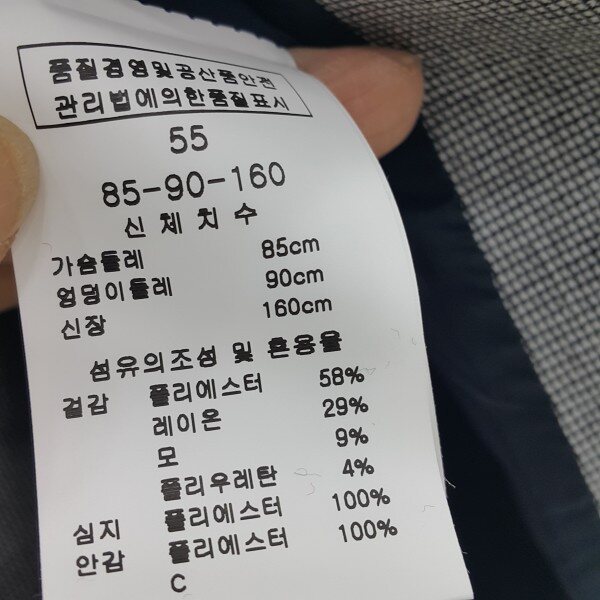 품질경영및공산품안전
관리법에의한품질표시
55
85-90-160
신체치수
가슴둘레 85cm
엉덩이둘레 90cm
신장 160cm
섬유의조성 및 혼용율
겉감 폴리에스터 58%
레이온 29%
모 9%
폴리우레탄 4%
심지 폴리에스터 100%
안감 폴리에스터 100%
C